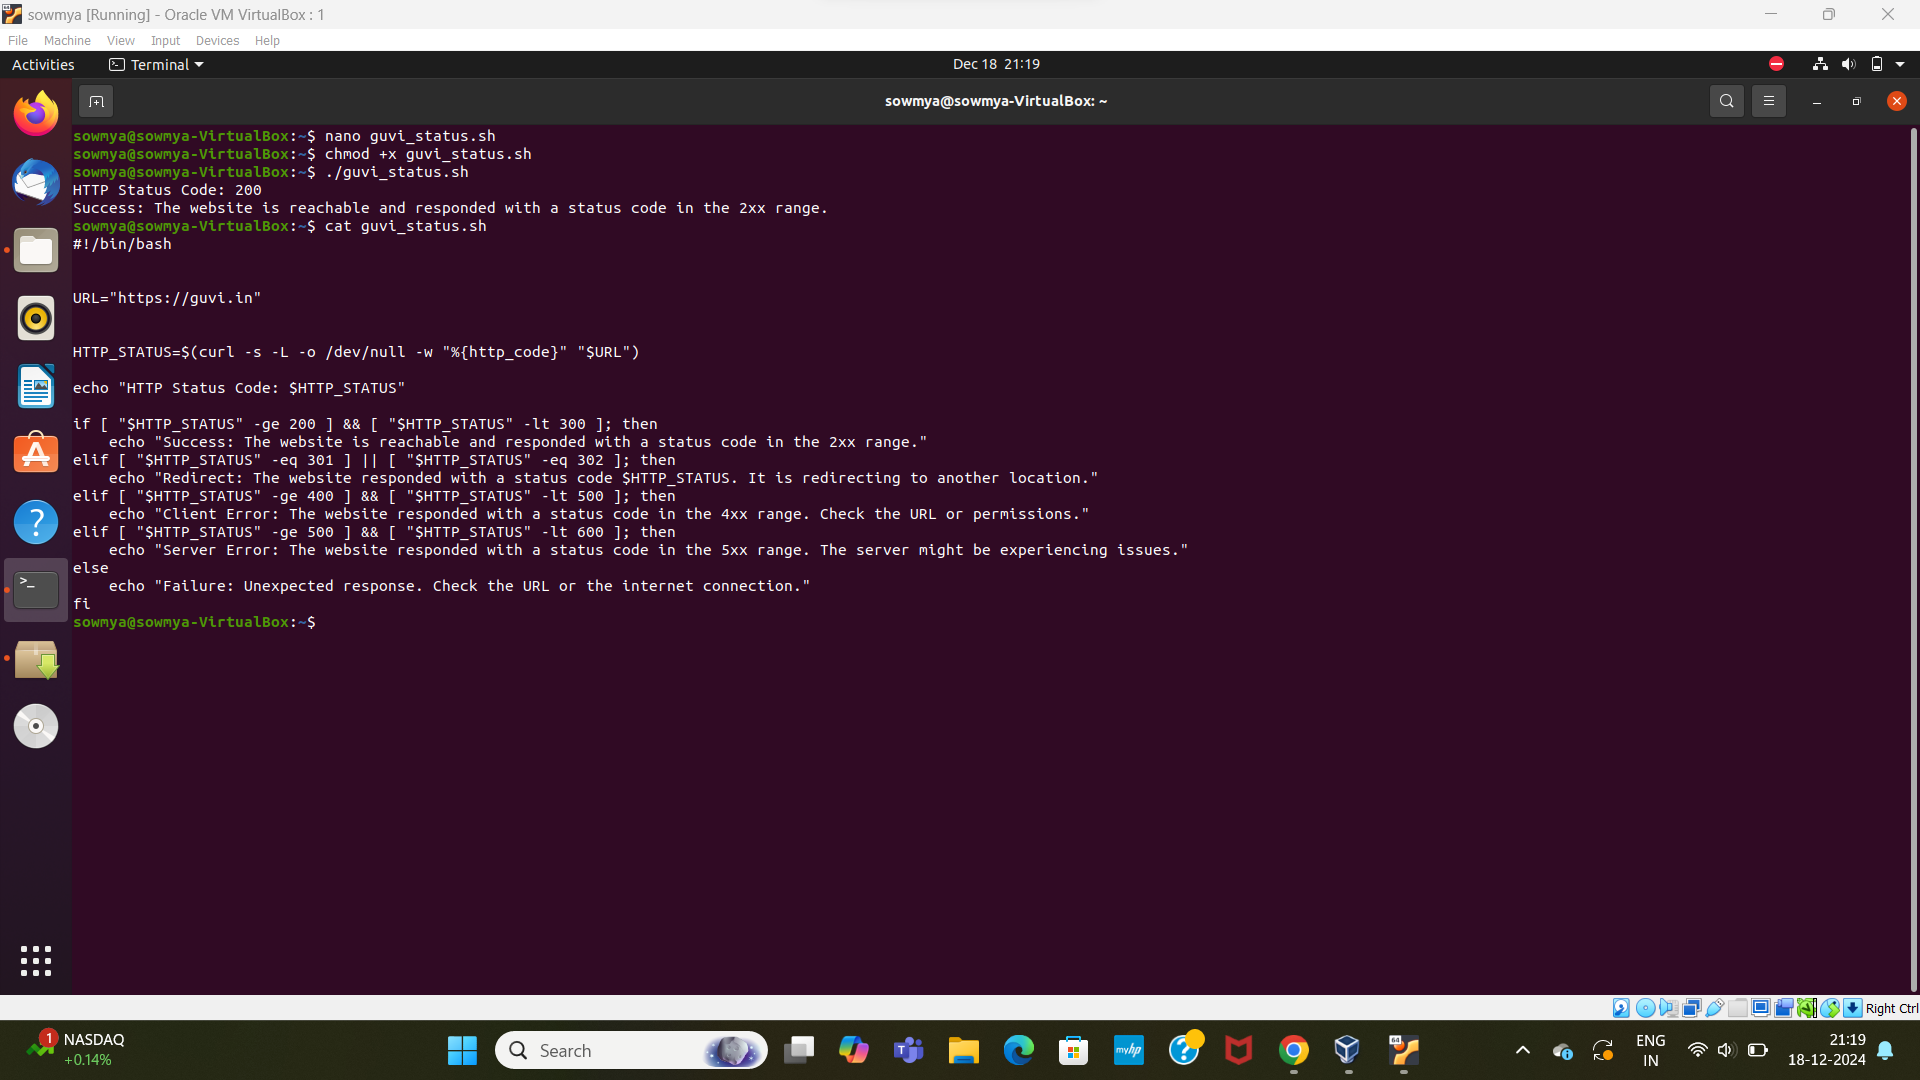 sowmya [Running] - Oracle VM VirtualBox : 1
File Machine View Input Devices Help
Activities Terminal Dec 18 21:19
sowmya@sowmya-VirtualBox: ~
sowmya@sowmya-VirtualBox:~$ nano guvi_status.sh
sowmya@sowmya-VirtualBox:~$ chmod +x guvi_status.sh
sowmya@sowmya-VirtualBox:~$ ./guvi_status.sh
HTTP Status Code: 200
Success: The website is reachable and responded with a status code in the 2xx range.
sowmya@sowmya-VirtualBox:~$ cat guvi_status.sh
#!/bin/bash
URL="https://guvi.in"
HTTP_STATUS=$(curl -s -L -o /dev/null -w "%{http_code}" "$URL")
echo "HTTP Status Code: $HTTP_STATUS"
if [ "$HTTP_STATUS" -ge 200 ] && [ "$HTTP_STATUS" -lt 300 ]; then
    echo "Success: The website is reachable and responded with a status code in the 2xx range."
elif [ "$HTTP_STATUS" -eq 301 ] || [ "$HTTP_STATUS" -eq 302 ]; then
    echo "Redirect: The website responded with a status code $HTTP_STATUS. It is redirecting to another location."
elif [ "$HTTP_STATUS" -ge 400 ] && [ "$HTTP_STATUS" -lt 500 ]; then
    echo "Client Error: The website responded with a status code in the 4xx range. Check the URL or permissions."
elif [ "$HTTP_STATUS" -ge 500 ] && [ "$HTTP_STATUS" -lt 600 ]; then
    echo "Server Error: The website responded with a status code in the 5xx range. The server might be experiencing issues."
else
    echo "Failure: Unexpected response. Check the URL or the internet connection."
fi
sowmya@sowmya-VirtualBox:~$
Right Ctrl
1 NASDAQ
+0.14%
Search
myhp
64
ENG
IN
21:19
18-12-2024